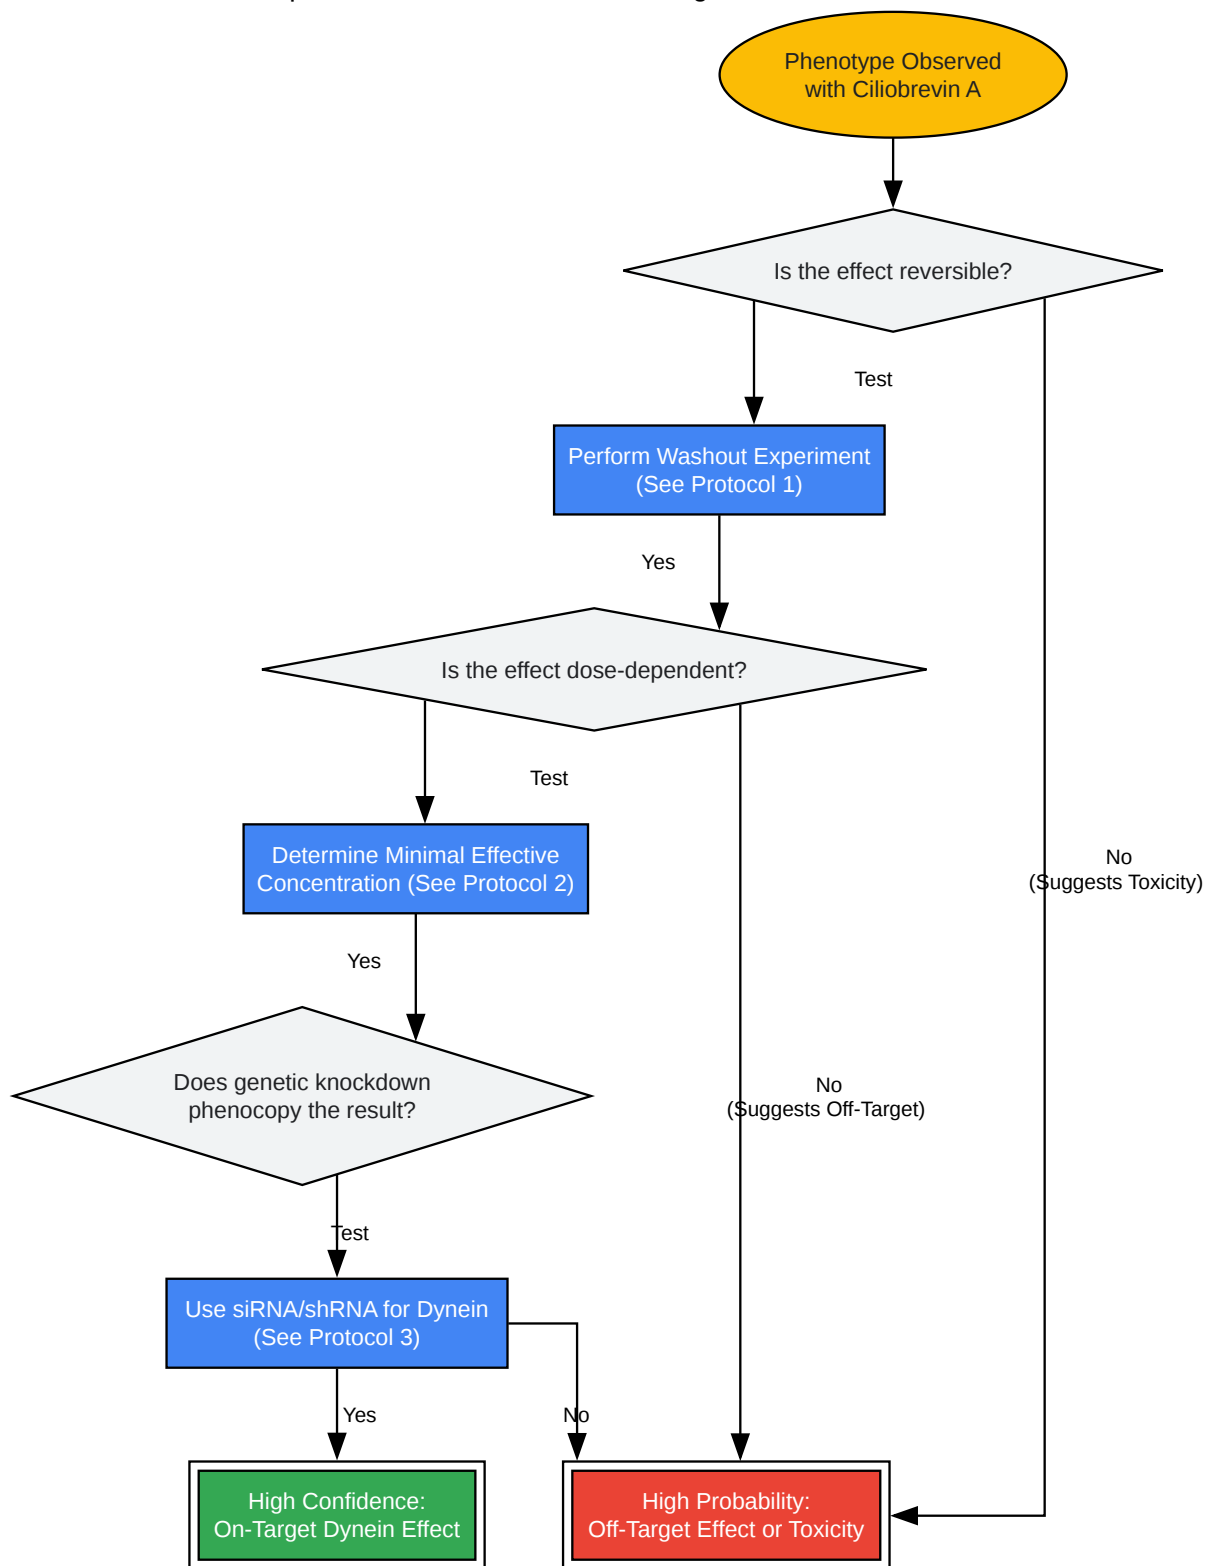 Phenotype Observed
with Ciliobrevin A
Is the effect reversible?
Test
Perform Washout Experiment
(See Protocol 1)
Yes
Is the effect dose-dependent?
Test
Determine Minimal Effective
Concentration (See Protocol 2)
No
(Suggests Toxicity)
Yes
Does genetic knockdown
phenocopy the result?
No
(Suggests Off-Target)
Test
Use siRNA/shRNA for Dynein
(See Protocol 3)
Yes
No
High Confidence:
On-Target Dynein Effect
High Probability:
Off-Target Effect or Toxicity